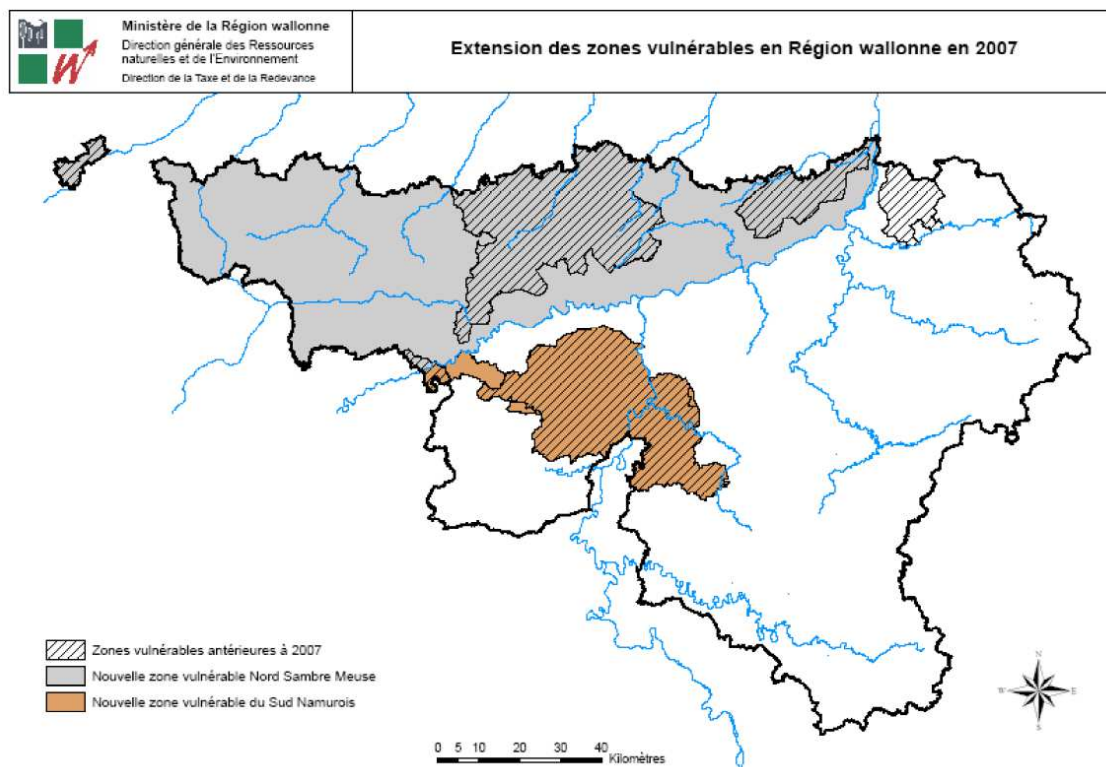 Ministère de la Région wallonne
Direction générale des Ressources
naturelles et de l'Environnement
Direction de la Taxe et de la Redevance
Extension des zones vulnérables en Région wallonne en 2007
Zones vulnérables antérieures à 2007
Nouvelle zone vulnérable Nord Sambre Meuse
Nouvelle zone vulnérable du Sud Namurois
0 5 10 20 30 40
Kilomètres
N
W E
S